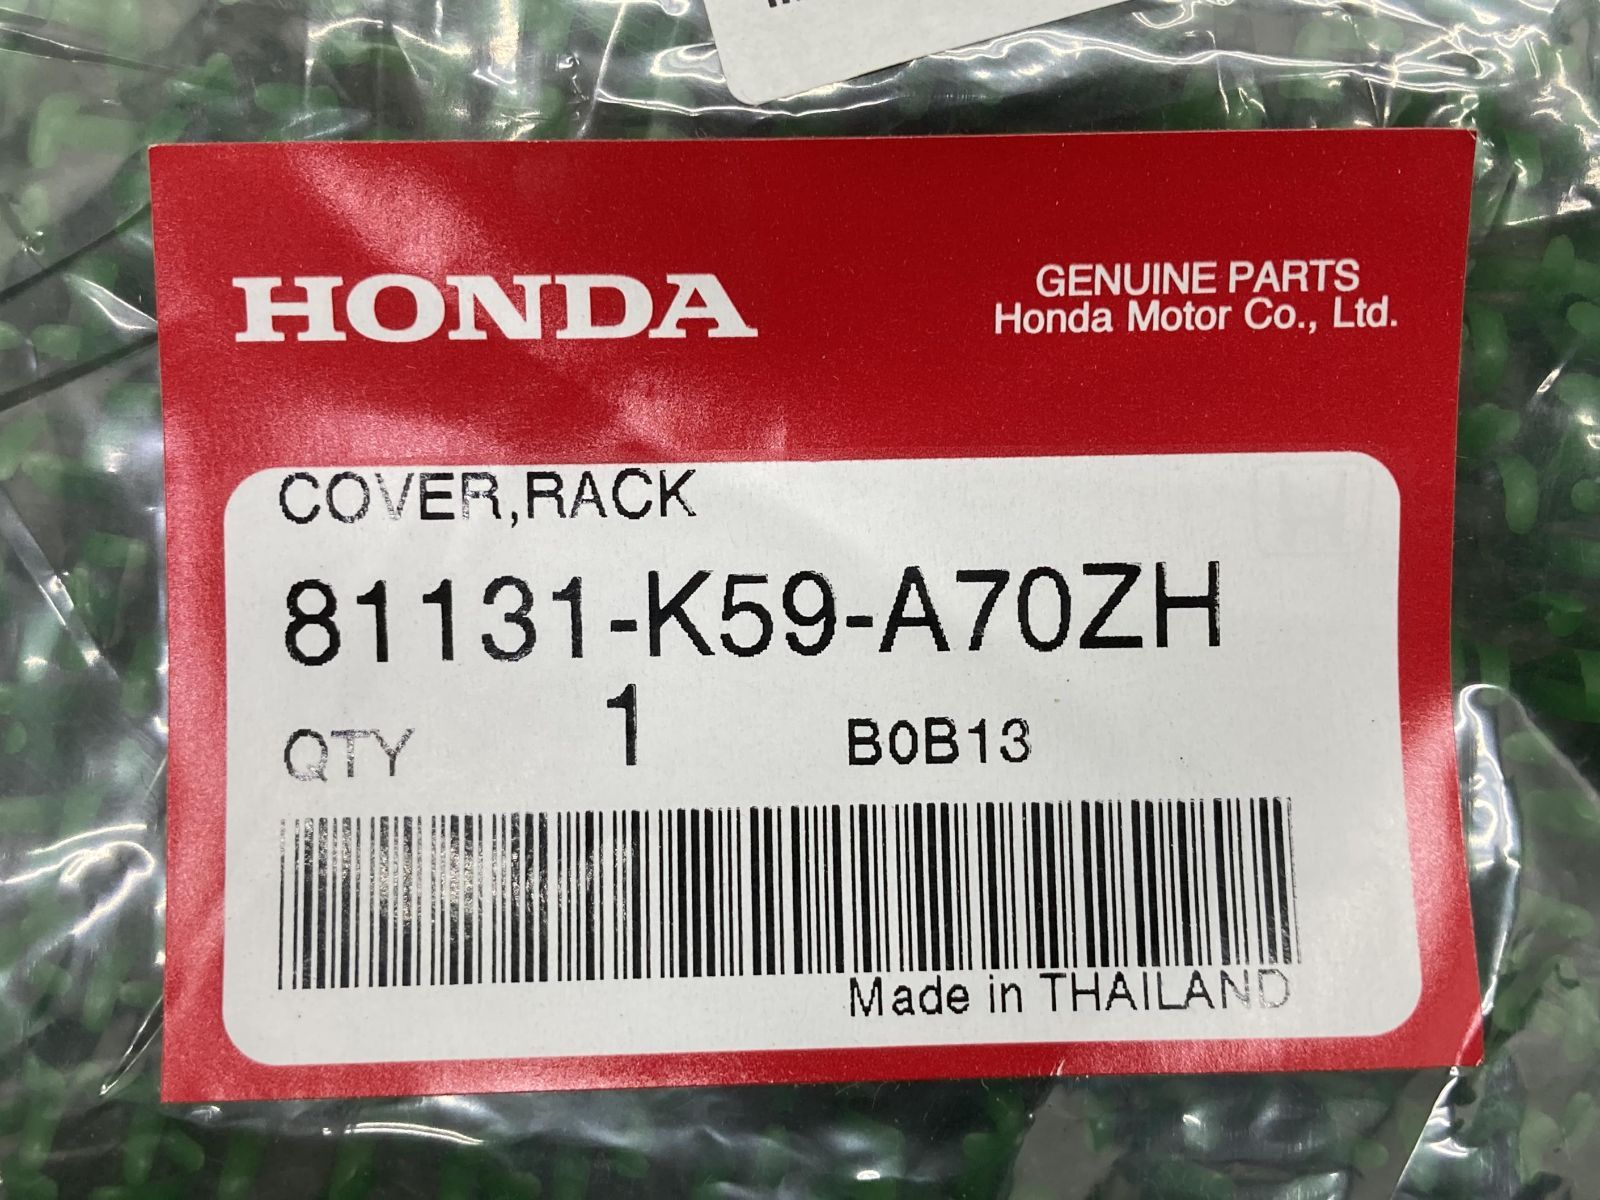 HONDA
GENUINE PARTS
Honda Motor Co., Ltd.
COVER,RACK
81131-K59-A70ZH
QTY 1 B0B13
Made in THAILAND